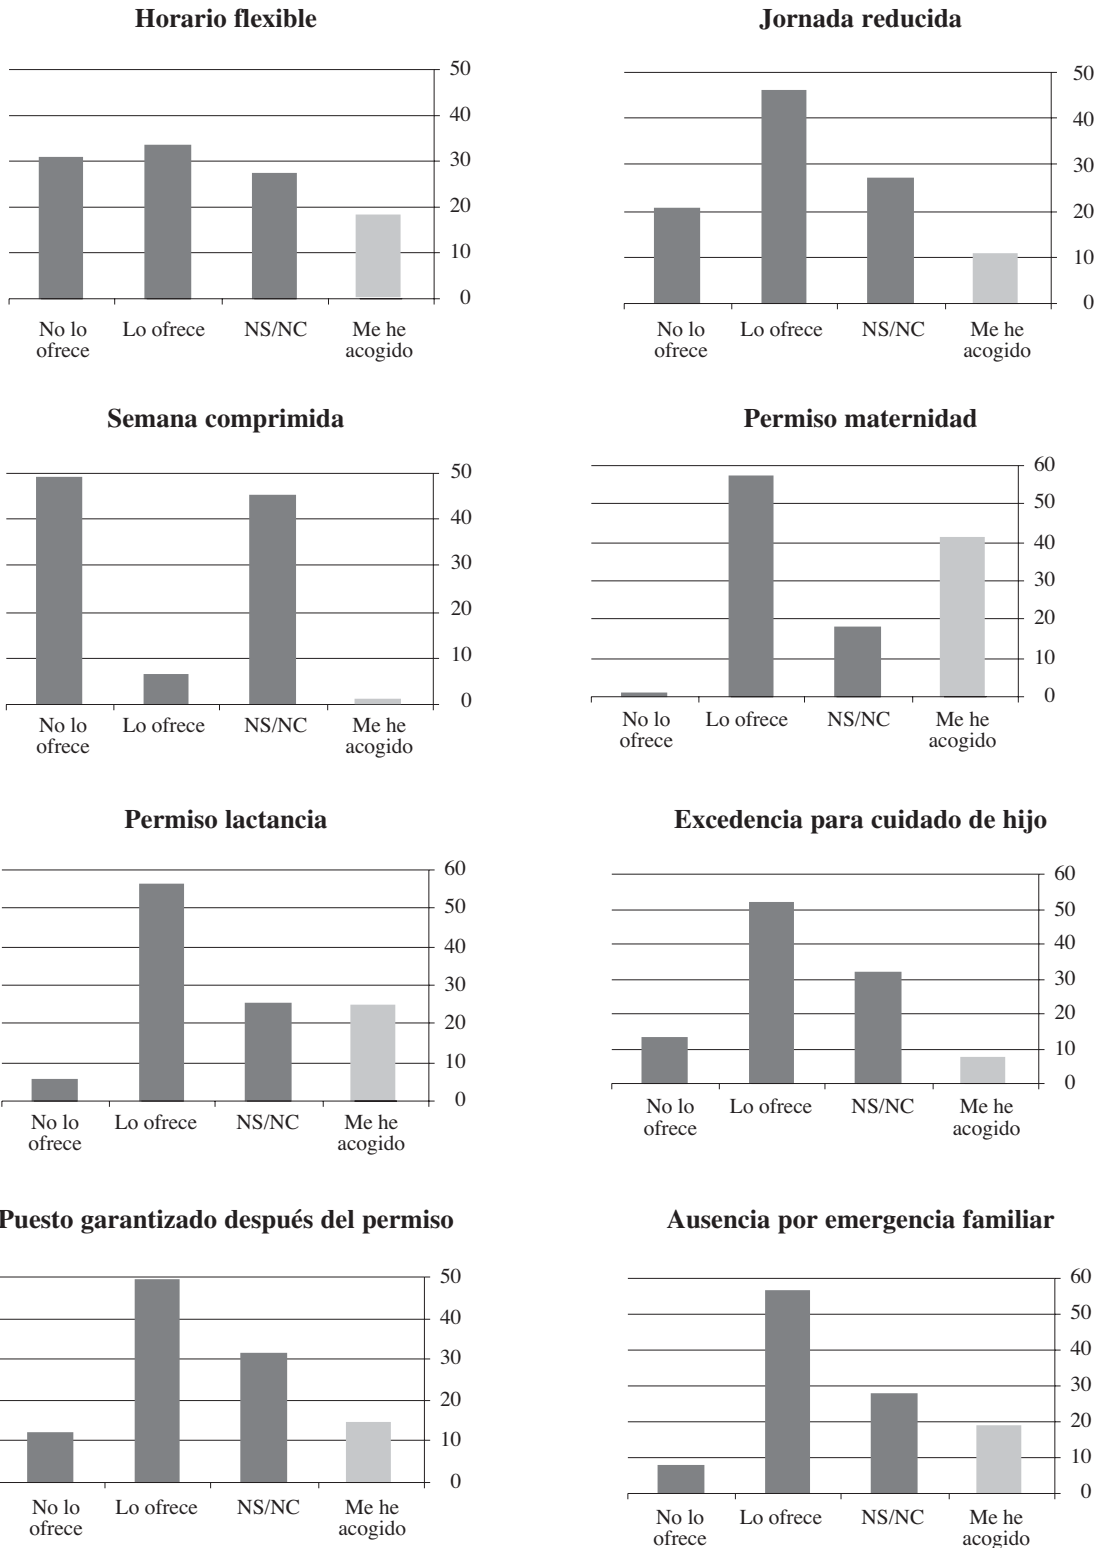 Horario flexible
50
40
30
20
10
0
No lo
ofrece
Lo ofrece
NS/NC
Me he
acogido
Jornada reducida
50
40
30
20
10
0
No lo
ofrece
Lo ofrece
NS/NC
Me he
acogido
Semana comprimida
50
40
30
20
10
0
No lo
ofrece
Lo ofrece
NS/NC
Me he
acogido
Permiso maternidad
60
50
40
30
20
10
0
No lo
ofrece
Lo ofrece
NS/NC
Me he
acogido
Permiso lactancia
60
50
40
30
20
10
0
No lo
ofrece
Lo ofrece
NS/NC
Me he
acogido
Excedencia para cuidado de hijo
60
50
40
30
20
10
0
No lo
ofrece
Lo ofrece
NS/NC
Me he
acogido
Puesto garantizado después del permiso
50
40
30
20
10
0
No lo
ofrece
Lo ofrece
NS/NC
Me he
acogido
Ausencia por emergencia familiar
60
50
40
30
20
10
0
No lo
ofrece
Lo ofrece
NS/NC
Me he
acogido